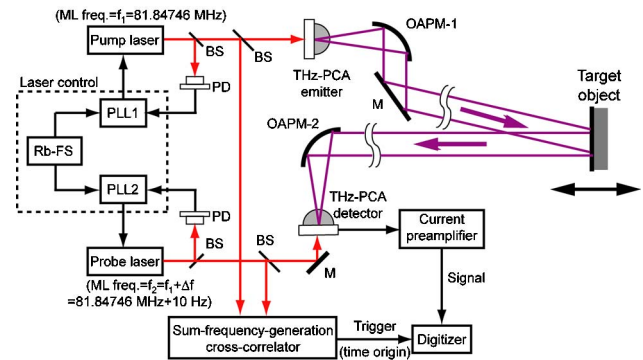 (ML freq.=f1=81.84746 MHz)
Pump laser
BS
BS
OAPM-1
THz-PCA
emitter
M
Target
object
Laser control
PD
PLL1
Rb-FS
PLL2
OAPM-2
PD
THz-PCA
detector
Current
preamplifier
BS
BS
Probe laser
M
(ML freq.=f2=f1+Δf
=81.84746 MHz+10 Hz)
Signal
Sum-frequency-generation
cross-correlator
Trigger
(time origin)
Digitizer